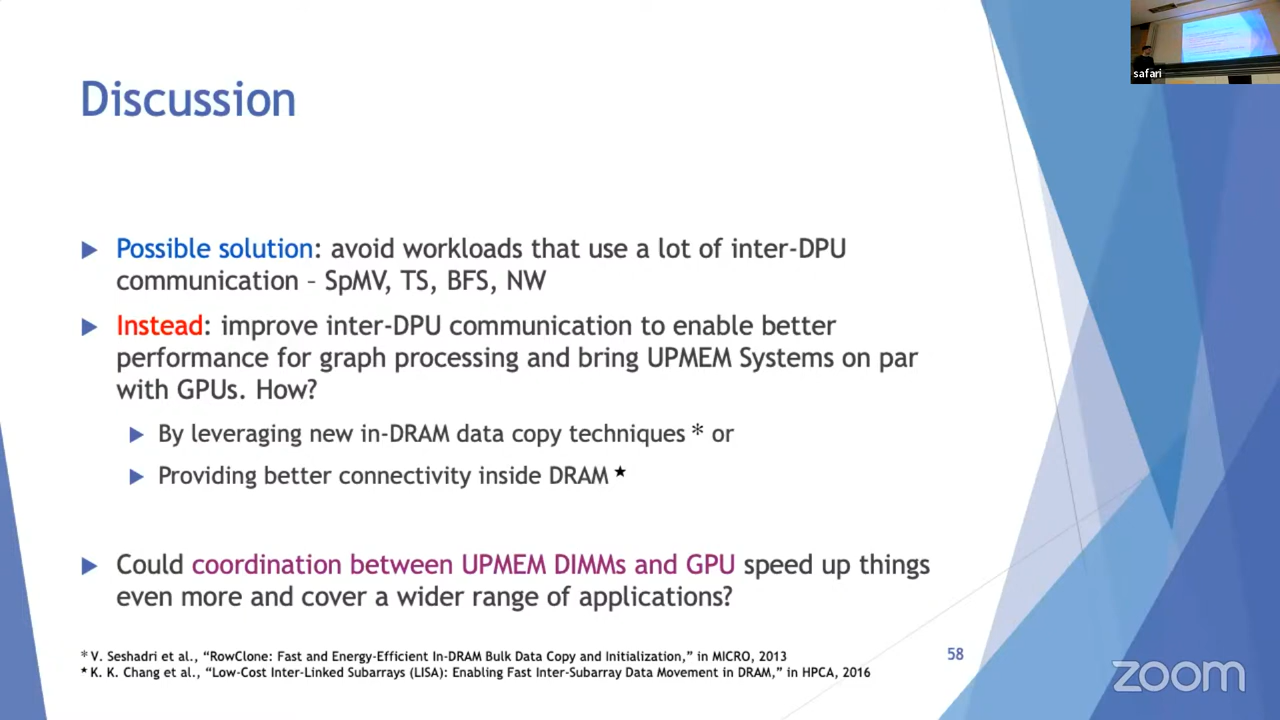 safari
Discussion
Possible solution: avoid workloads that use a lot of inter-DPU
communication – SpMV, TS, BFS, NW
Instead: improve inter-DPU communication to enable better
performance for graph processing and bring UPMEM Systems on par
with GPUs. How?
By leveraging new in-DRAM data copy techniques * or
Providing better connectivity inside DRAM ★
Could coordination between UPMEM DIMMs and GPU speed up things
even more and cover a wider range of applications?
* V. Seshadri et al., “RowClone: Fast and Energy-Efficient In-DRAM Bulk Data Copy and Initialization,” in MICRO, 2013
★ K. K. Chang et al., “Low-Cost Inter-Linked Subarrays (LISA): Enabling Fast Inter-Subarray Data Movement in DRAM,” in HPCA, 2016
58
zoom